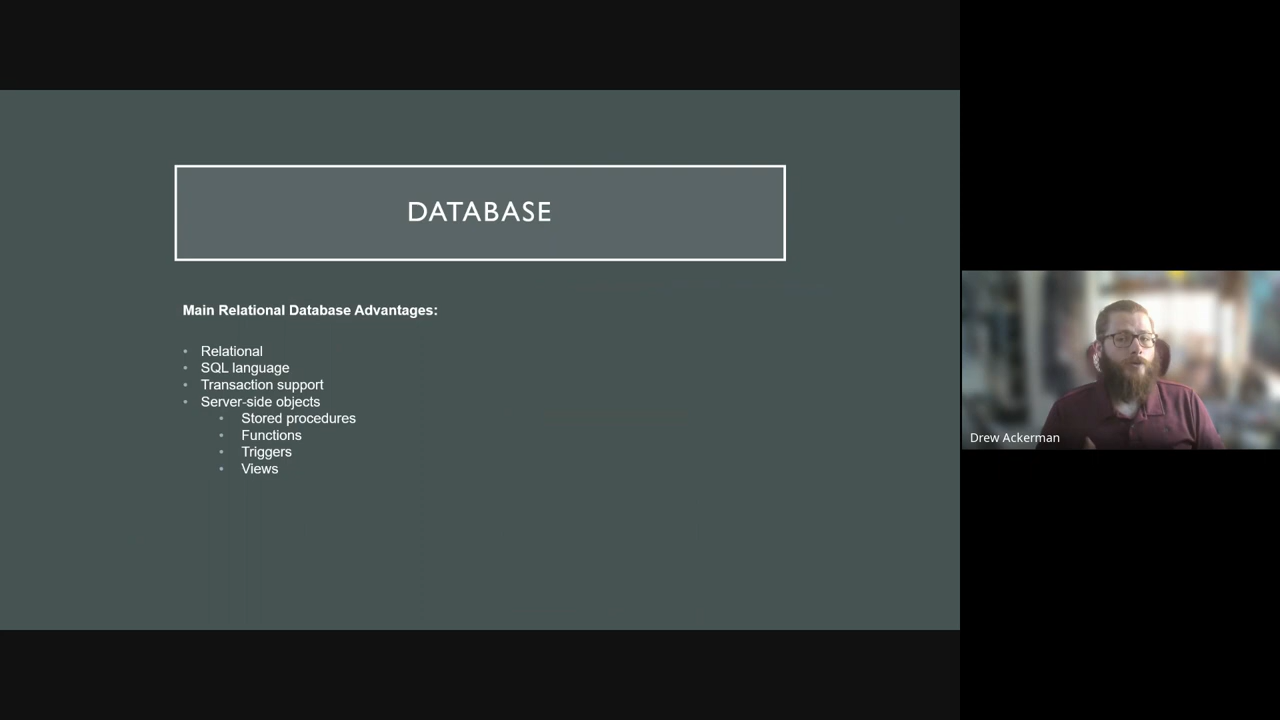 DATABASE
Main Relational Database Advantages:
• Relational
• SQL language
• Transaction support
• Server-side objects
• Stored procedures
• Functions
• Triggers
• Views
Drew Ackerman